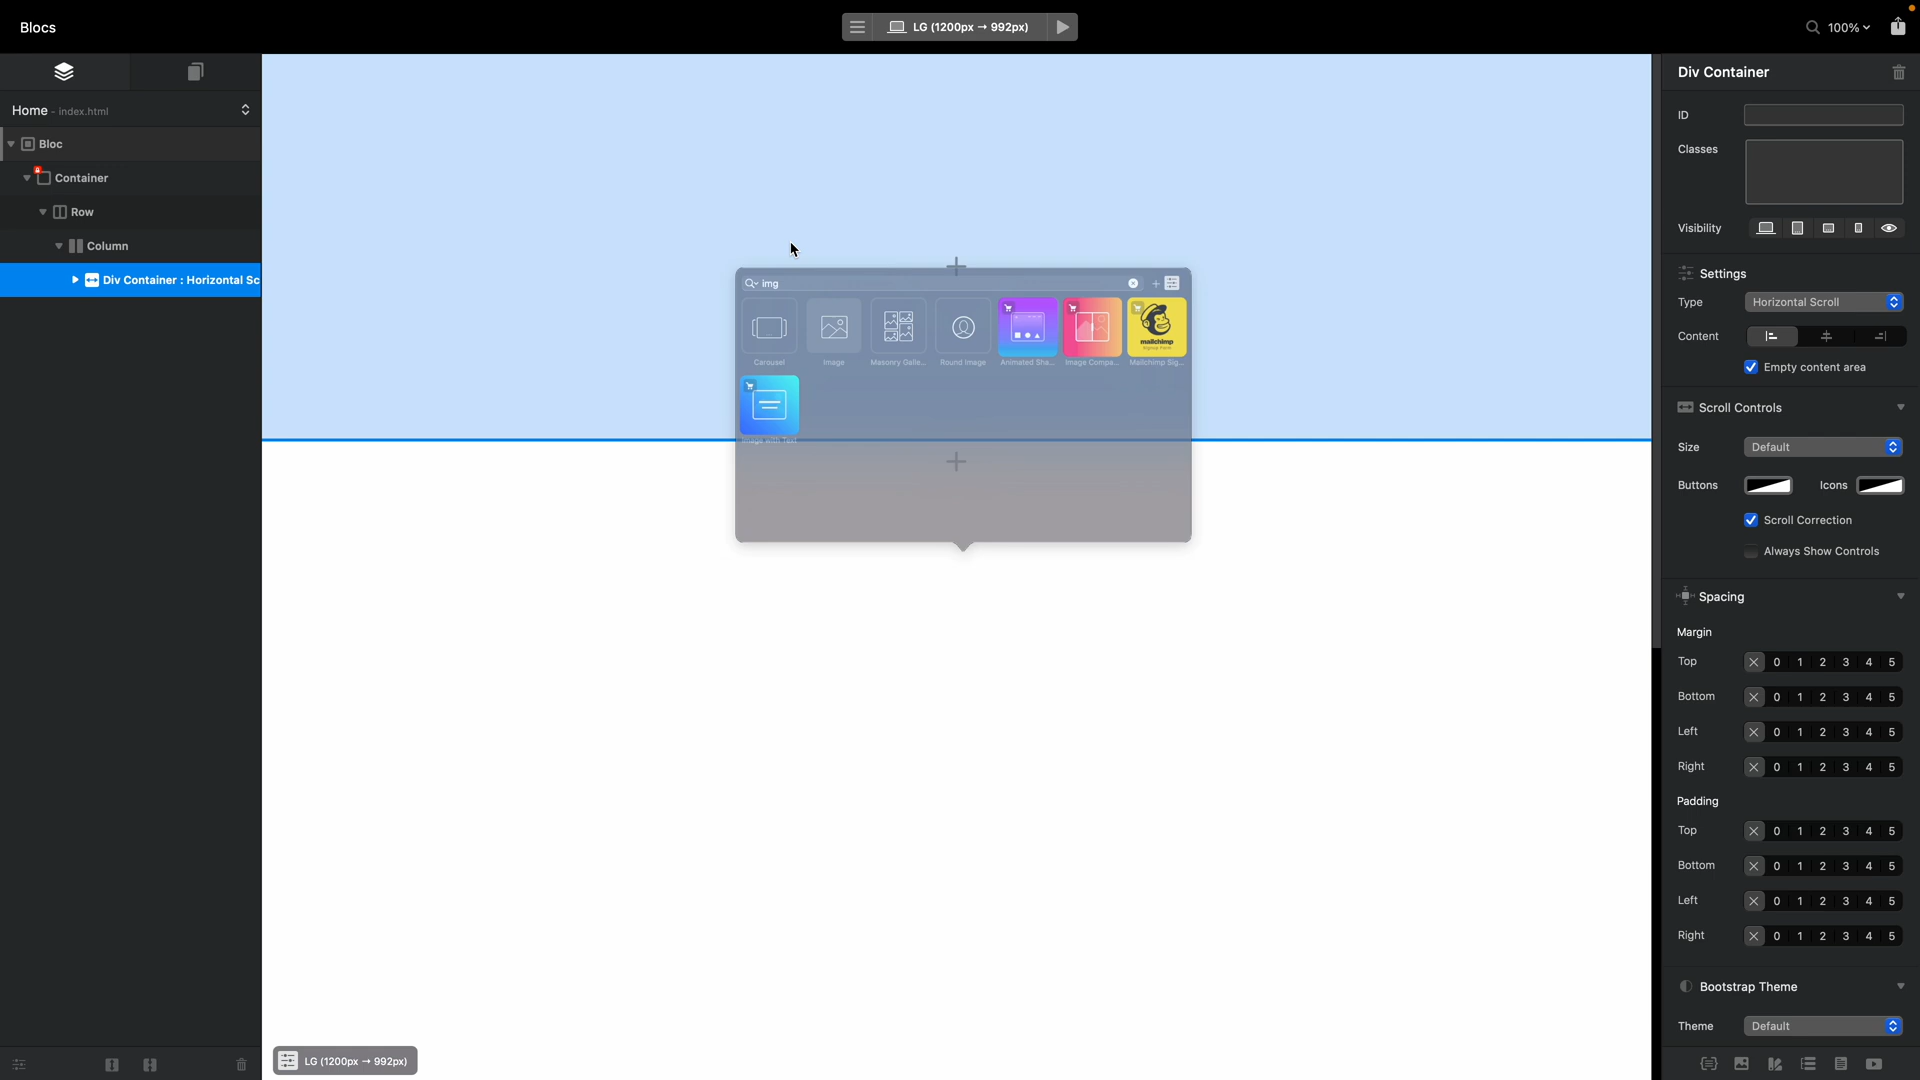 Blocs
LG (1200px → 992px)
100%
Home - index.html
Bloc
Container
Row
Column
Div Container : Horizontal Sc
img
Carousel
Image
Masonry Galle...
Round Image
Animated Sha...
Image Compa...
Mailchimp Sig...
mailchimp
Signup Form
Image with Text
LG (1200px → 992px)
Div Container
ID
Classes
Visibility
Settings
Type Horizontal Scroll
Content
Empty content area
Scroll Controls
Size Default
Buttons Icons
Scroll Correction
Always Show Controls
Spacing
Margin
Top 0 1 2 3 4 5
Bottom 0 1 2 3 4 5
Left 0 1 2 3 4 5
Right 0 1 2 3 4 5
Padding
Top 0 1 2 3 4 5
Bottom 0 1 2 3 4 5
Left 0 1 2 3 4 5
Right 0 1 2 3 4 5
Bootstrap Theme
Theme Default